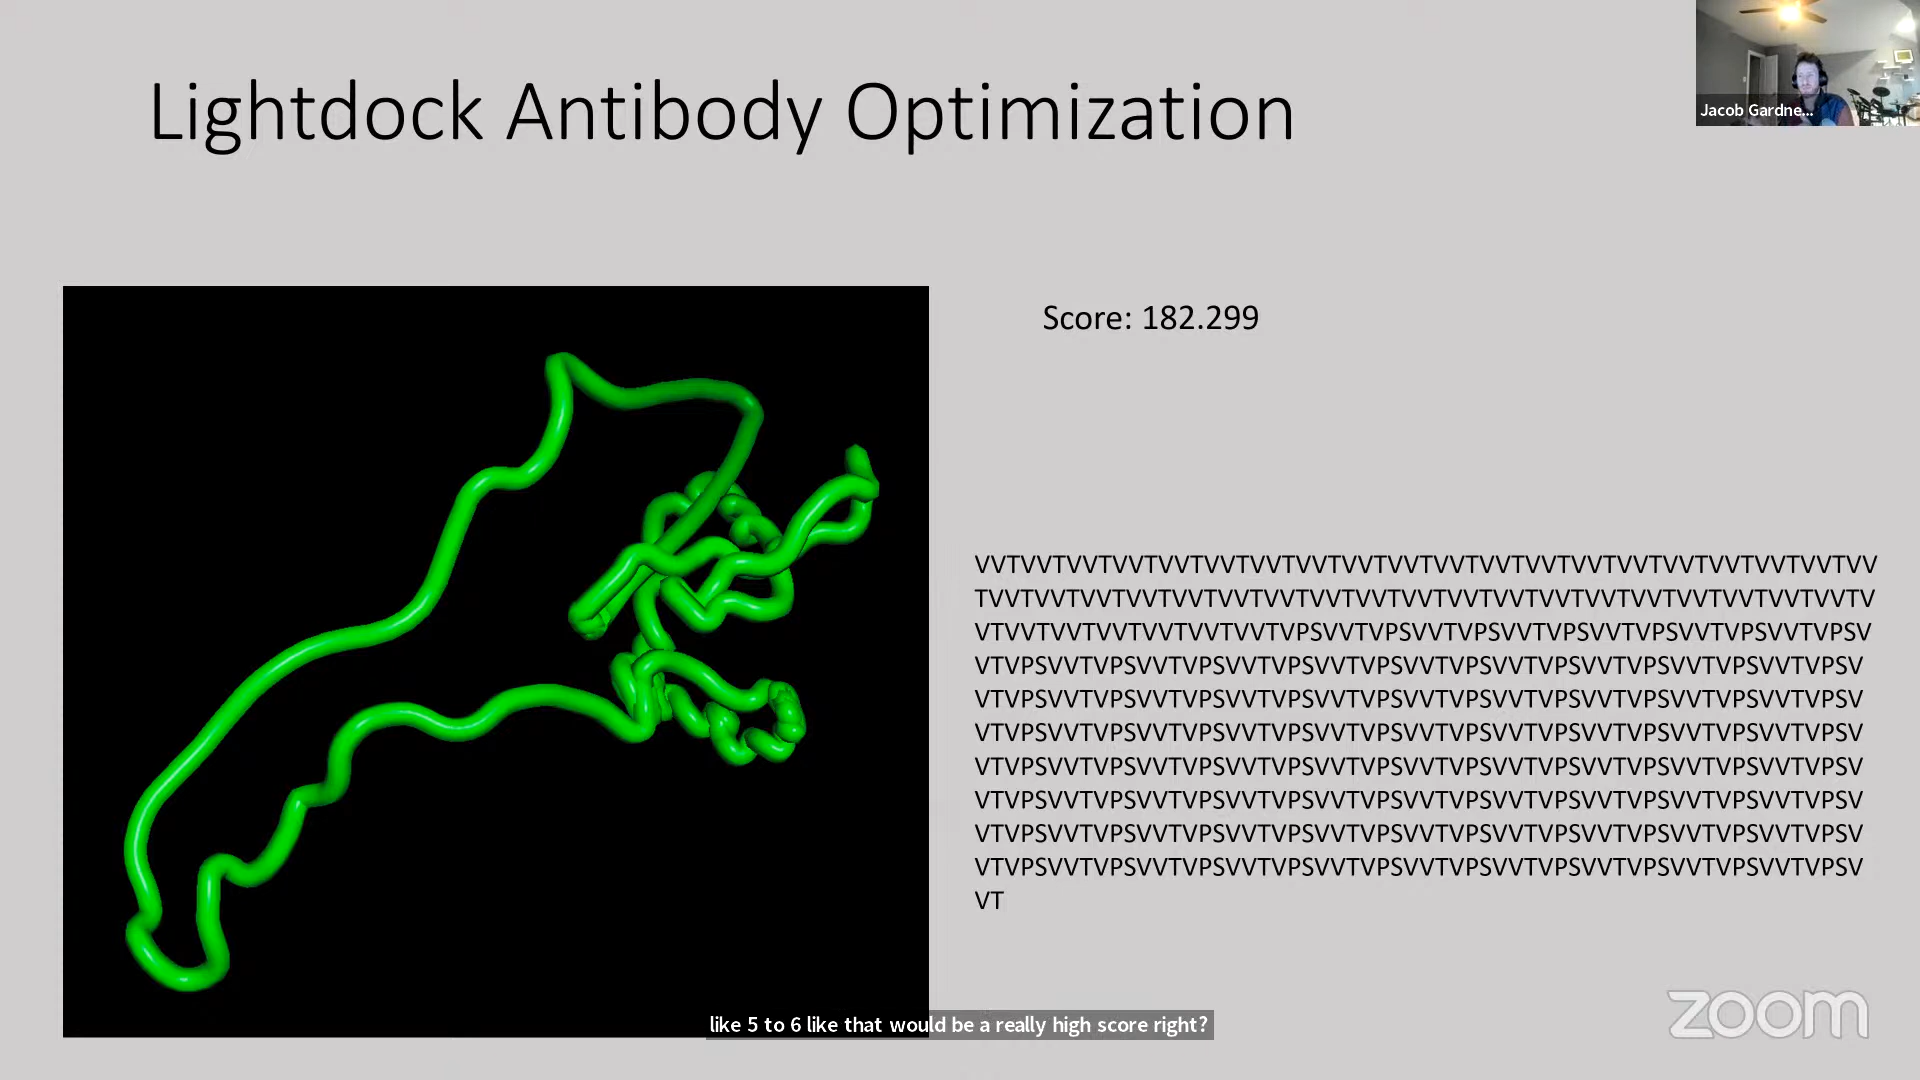 Lightdock Antibody Optimization
Jacob Gardne...
Score: 182.299
VVTVVTVVTVVTVVTVVTVVTVVTVVTVVTVVTVVTVVTVVTVVTVVTVVTVVTVVTVV
TVVTVVTVVTVVTVVTVVTVVTVVTVVTVVTVVTVVTVVTVVTVVTVVTVVTVVTVVTV
VTVVTVVTVVTVVTVVTVVTVPSVVTVPSVVTVPSVVTVPSVVTVPSVVTVPSVVTVPSV
VTVPSVVTVPSVVTVPSVVTVPSVVTVPSVVTVPSVVTVPSVVTVPSVVTVPSVVTVPSV
VTVPSVVTVPSVVTVPSVVTVPSVVTVPSVVTVPSVVTVPSVVTVPSVVTVPSVVTVPSV
VTVPSVVTVPSVVTVPSVVTVPSVVTVPSVVTVPSVVTVPSVVTVPSVVTVPSVVTVPSV
VTVPSVVTVPSVVTVPSVVTVPSVVTVPSVVTVPSVVTVPSVVTVPSVVTVPSVVTVPSV
VTVPSVVTVPSVVTVPSVVTVPSVVTVPSVVTVPSVVTVPSVVTVPSVVTVPSVVTVPSV
VTVPSVVTVPSVVTVPSVVTVPSVVTVPSVVTVPSVVTVPSVVTVPSVVTVPSVVTVPSV
VTVPSVVTVPSVVTVPSVVTVPSVVTVPSVVTVPSVVTVPSVVTVPSVVTVPSVVTVPSV
VT
like 5 to 6 like that would be a really high score right?
zoom